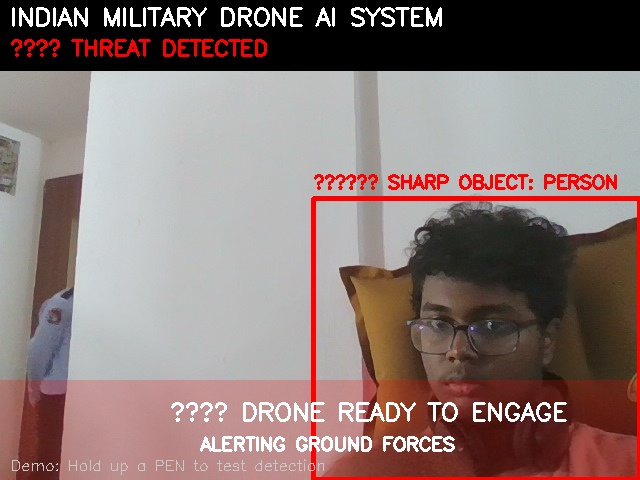 INDIAN MILITARY DRONE AI SYSTEM
???? THREAT DETECTED
?????? SHARP OBJECT: PERSON
???? DRONE READY TO ENGAGE
ALERTING GROUND FORCES
Demo: Hold up a PEN to test detection